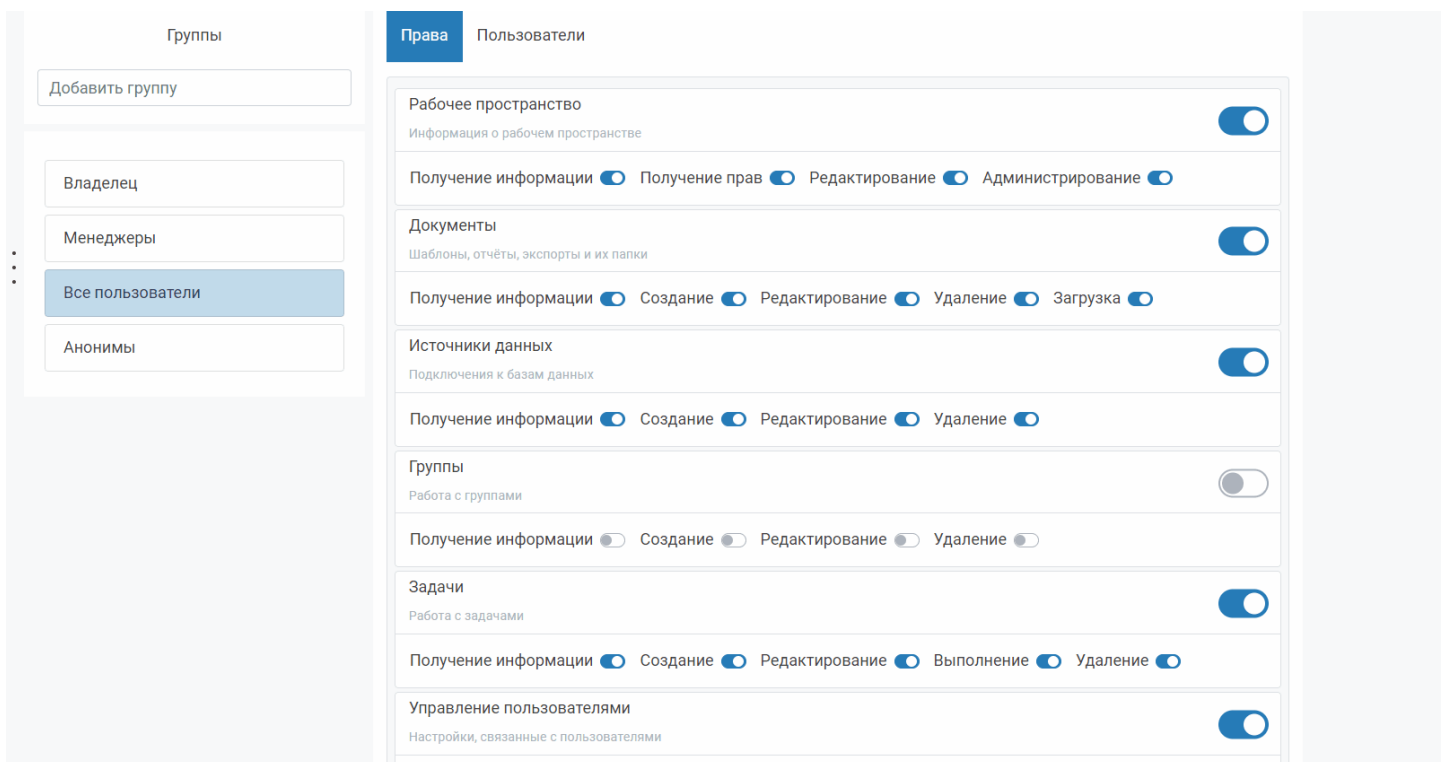 Группы
Добавить группу
Владелец
Менеджеры
Все пользователи
Анонимы
Права Пользователи
Рабочее пространство
Информация о рабочем пространстве
Получение информации Получение прав Редактирование Администрирование
Документы
Шаблоны, отчёты, экспорты и их папки
Получение информации Создание Редактирование Удаление Загрузка
Источники данных
Подключения к базам данных
Получение информации Создание Редактирование Удаление
Группы
Работа с группами
Получение информации Создание Редактирование Удаление
Задачи
Работа с задачами
Получение информации Создание Редактирование Выполнение Удаление
Управление пользователями
Настройки, связанные с пользователями